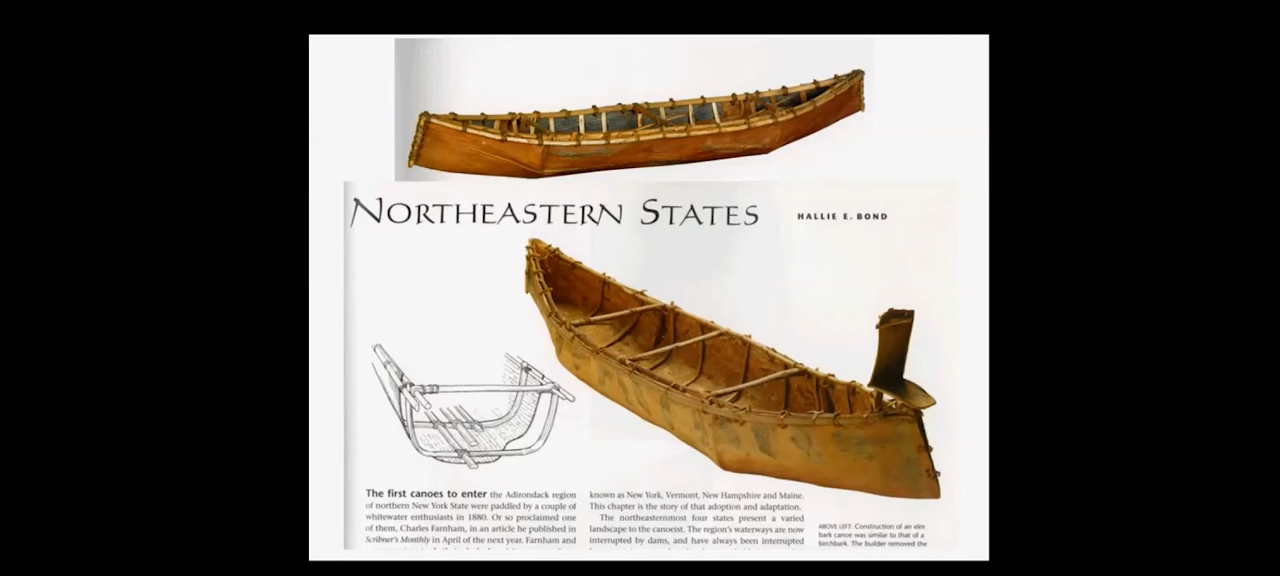 NORTHEASTERN STATES
HALLIE E. BOND
The first canoes to enter the Adirondack region
of northern New York State were paddled by a couple of
whitewater enthusiasts in 1880. Or so proclaimed one
of them, Charles Farnham, in an article he published in
Scribner's Monthly in April of the next year. Farnham and
known as New York, Vermont, New Hampshire and Maine.
This chapter is the story of that adoption and adaptation.
The northeasternmost four states present a varied
landscape to the canoeist. The region's waterways are now
interrupted by dams, and have always been interrupted
ABOVE LEFT: Construction of an elm
bark canoe was similar to that of a
birchbark. The builder removed the